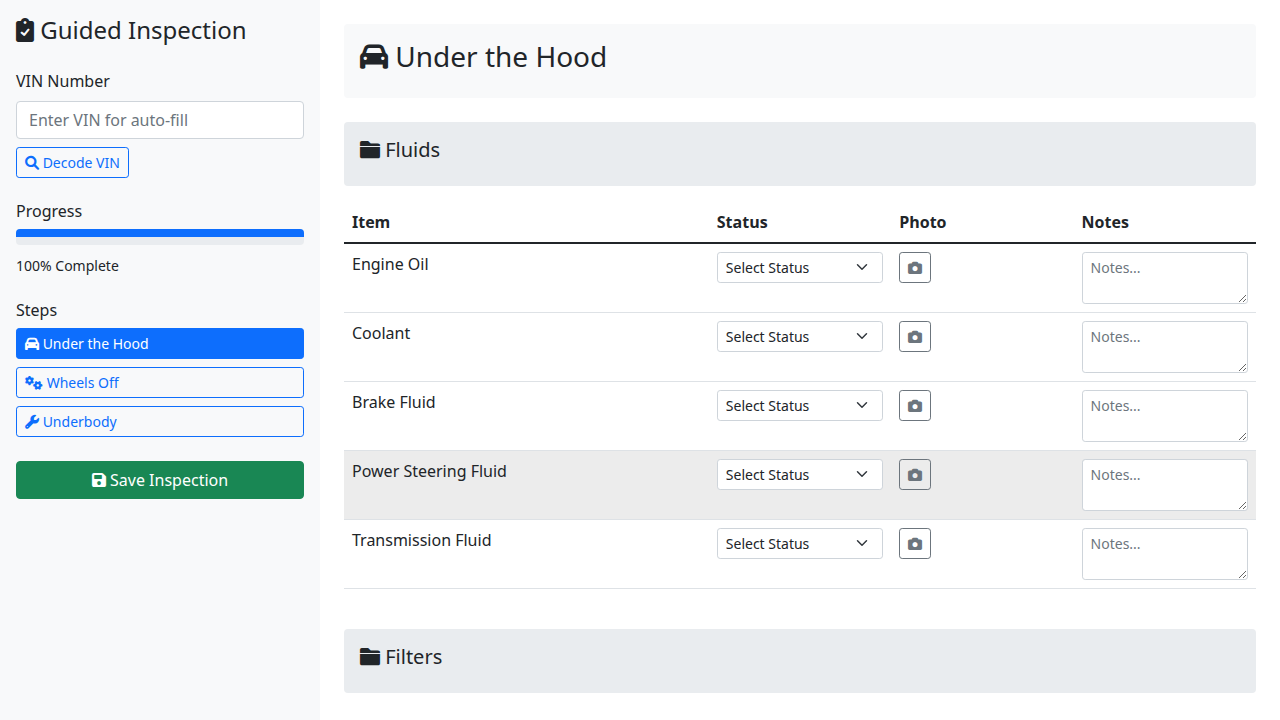 Guided Inspection
VIN Number
Enter VIN for auto-fill
Decode VIN
Progress
100% Complete
Steps
Under the Hood
Wheels Off
Underbody
Save Inspection
Under the Hood
Fluids
Item Status Photo Notes
Engine Oil Select Status Notes...
Coolant Select Status Notes...
Brake Fluid Select Status Notes...
Power Steering Fluid Select Status Notes...
Transmission Fluid Select Status Notes...
Filters